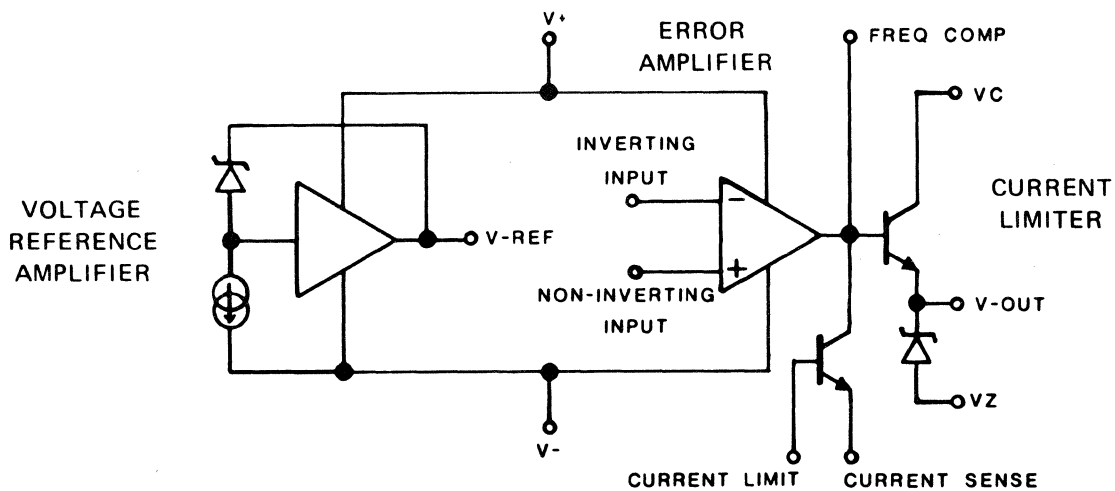 V+
ERROR
AMPLIFIER
FREQ COMP
VC
INVERTING
INPUT
CURRENT
LIMITER
VOLTAGE
REFERENCE
AMPLIFIER
V-REF
−
+
NON-INVERTING
INPUT
V-OUT
VZ
V-
CURRENT LIMIT
CURRENT SENSE